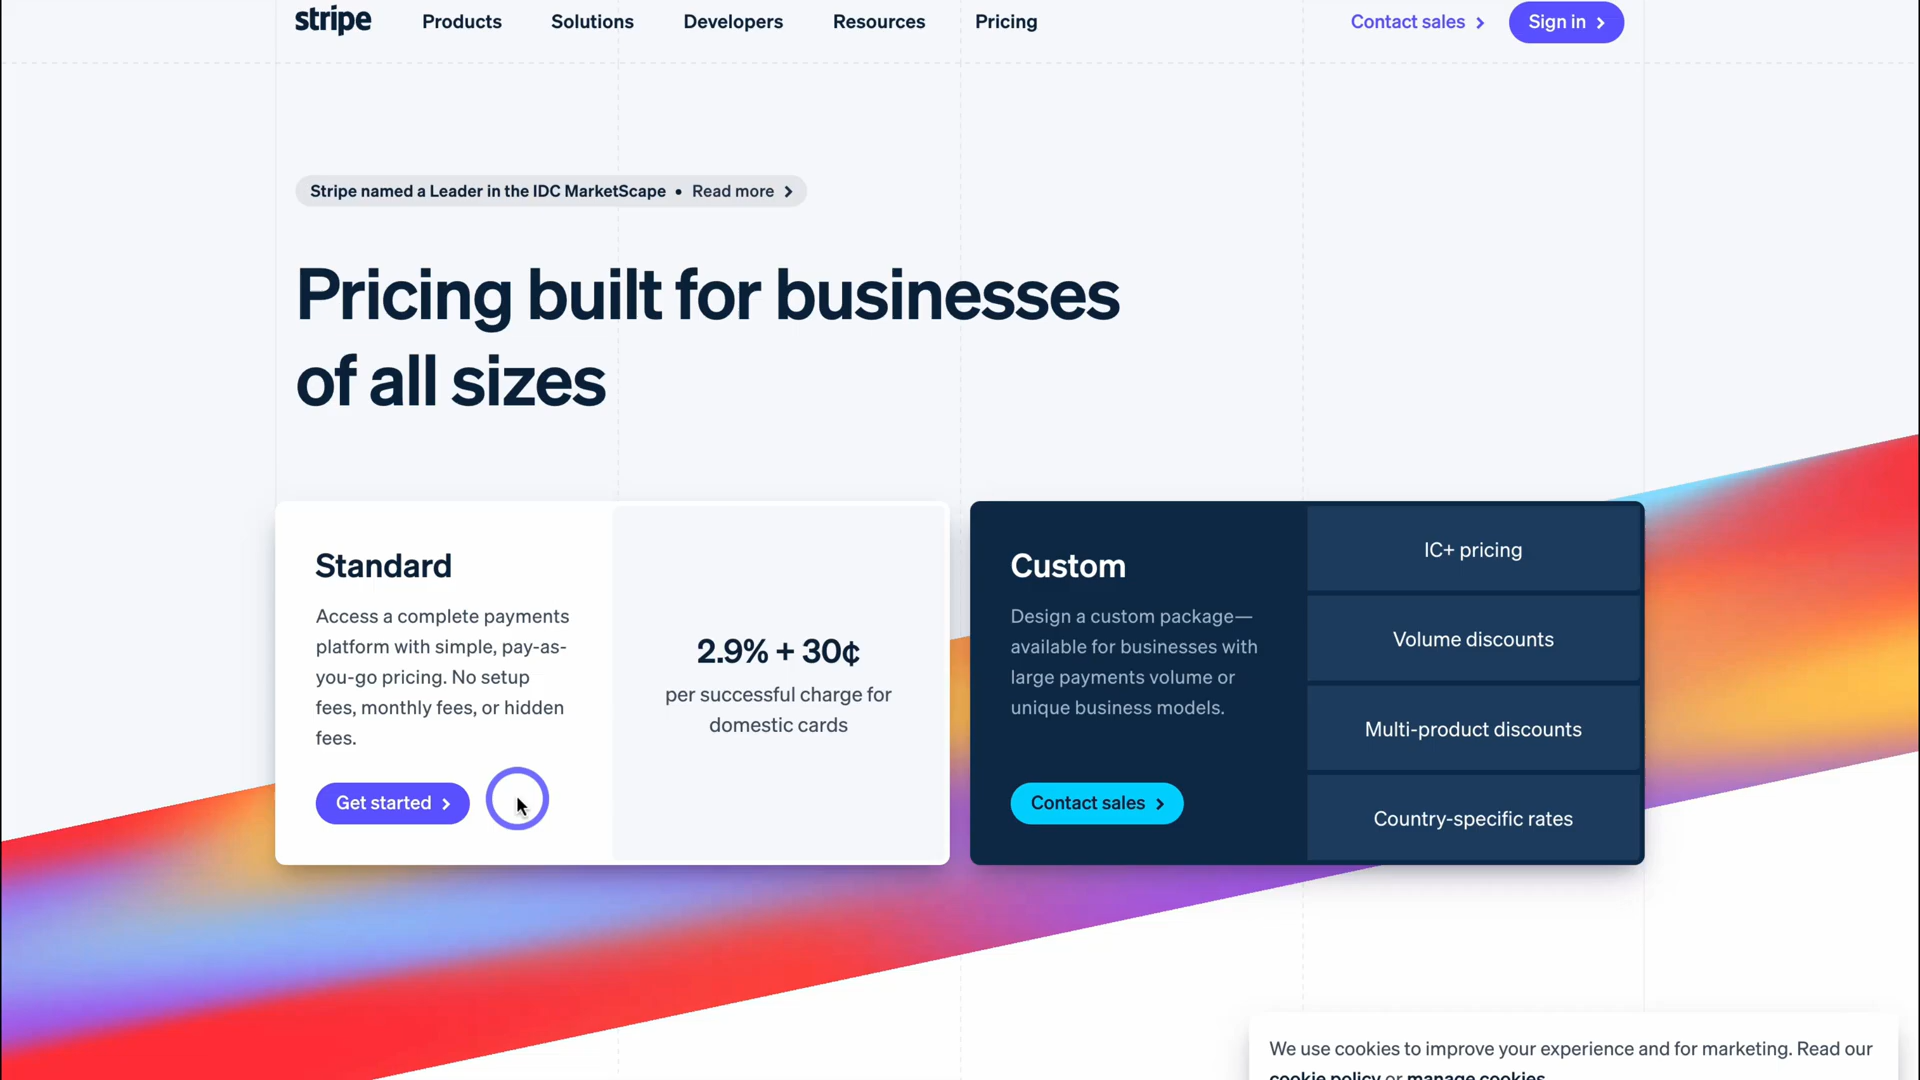 stripe Products Solutions Developers Resources Pricing Contact sales Sign in
Stripe named a Leader in the IDC MarketScape • Read more
Pricing built for businesses
of all sizes
Standard
Access a complete payments
platform with simple, pay-as-
you-go pricing. No setup
fees, monthly fees, or hidden
fees.
Get started
2.9% + 30¢
per successful charge for
domestic cards
Custom
Design a custom package—
available for businesses with
large payments volume or
unique business models.
Contact sales
IC+ pricing
Volume discounts
Multi-product discounts
Country-specific rates
We use cookies to improve your experience and for marketing. Read our
cookie policy or manage cookies.